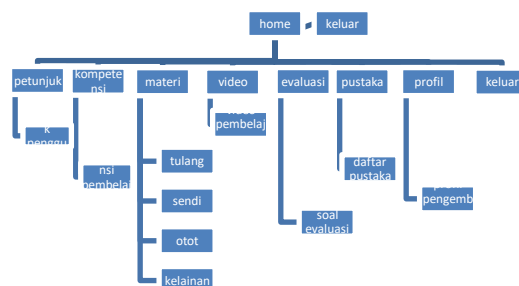 home
keluar
petunjuk
kompete
nsi
materi
video
evaluasi
pustaka
profil
keluar
k
penggu
nsi
pembelaj
tulang
sendi
otot
kelainan
pembelaj
soal
evaluasi
daftar
pustaka
pengemb